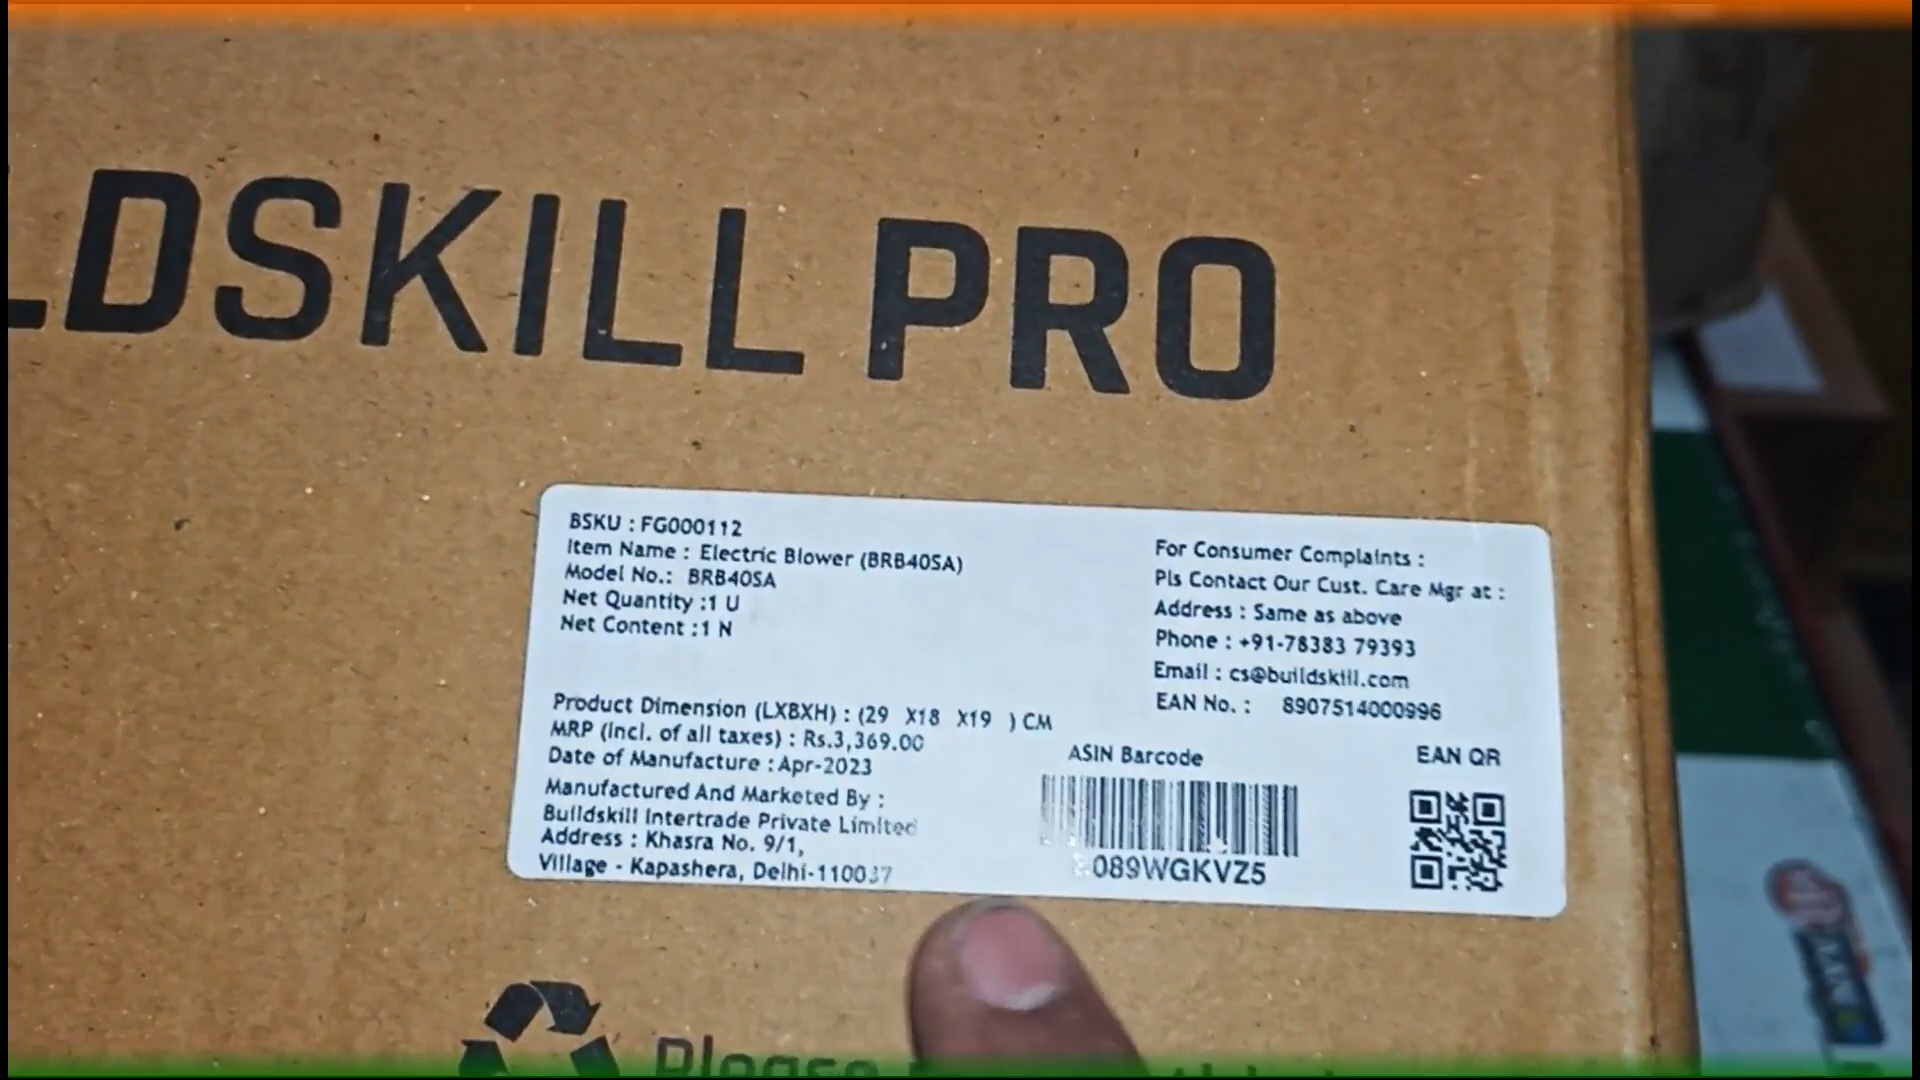 LDSKILL PRO
BSKU : FG000112
Item Name : Electric Blower (BRB40SA)
Model No.: BRB40SA
Net Quantity :1 U
Net Content :1 N
Product Dimension (LXBXH) : (29 X18 X19 ) CM
MRP (Incl. of all taxes) : Rs.3,369.00
Date of Manufacture : Apr-2023
Manufactured And Marketed By :
Buildskill Intertrade Private Limited
Address : Khasra No. 9/1,
Village - Kapashera, Delhi-110037
For Consumer Complaints :
Pls Contact Our Cust. Care Mgr at :
Address : Same as above
Phone : +91-78383 79393
Email : cs@buildskill.com
EAN No. : 8907514000996
ASIN Barcode
089WGKVZ5
EAN QR
Please